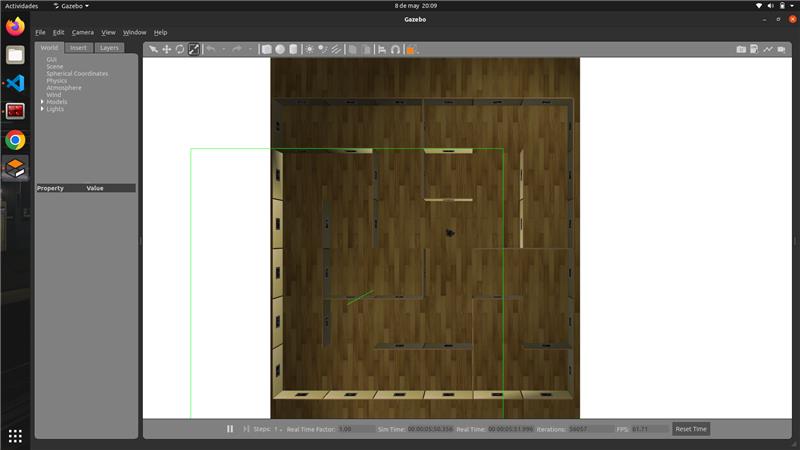 Actividades
Gazebo
8 de may 20:09
Gazebo
File Edit Camera View Window Help
World Insert Layers
GUI
Scene
Spherical Coordinates
Physics
Atmosphere
Wind
Models
Lights
Property Value
Steps: 1 Real Time Factor: 1,00 Sim Time: 00:00:05:50.356 Real Time: 00:00:05:51.996 Iterations: 56057 FPS: 61.71 Reset Time